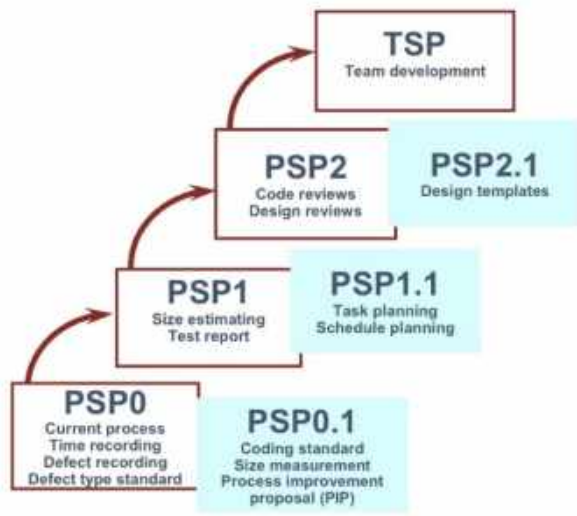 TSP
Team development
PSP2
Code reviews
Design reviews
PSP2.1
Design templates
PSP1
Size estimating
Test report
PSP1.1
Task planning
Schedule planning
PSP0
Current process
Time recording
Defect recording
Defect type standard
PSP0.1
Coding standard
Size measurement
Process improvement
proposal (PIP)